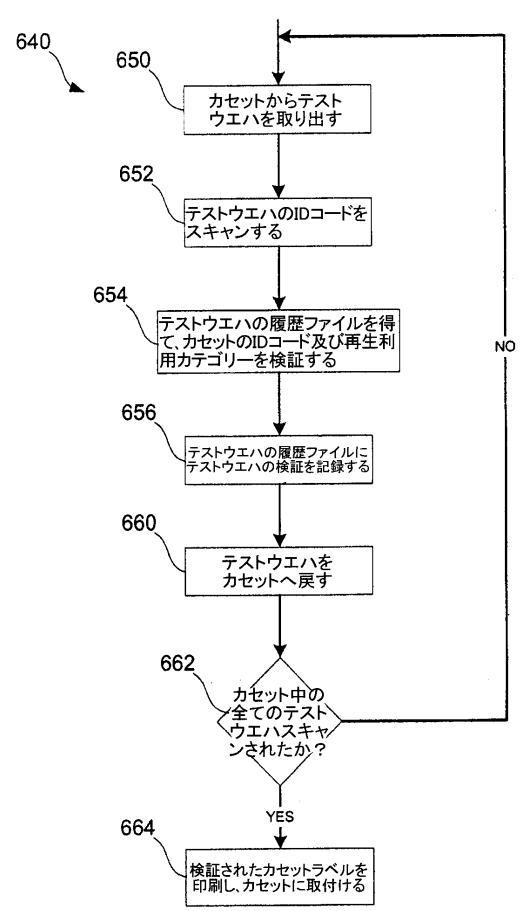 640
650
カセットからテスト
ウエハを取り出す
652
テストウエハのIDコードを
スキャンする
654
テストウエハの履歴ファイルを得
て、カセットのIDコード及び再生利
用カテゴリーを検証する
NO
656
テストウエハの履歴ファイルに
テストウエハの検証を記録する
660
テストウエハを
カセットへ戻す
662
カセット中の
全てのテスト
ウエハスキャ
ンされたか？
YES
664
検証されたカセットラベルを
印刷し、カセットに取付ける